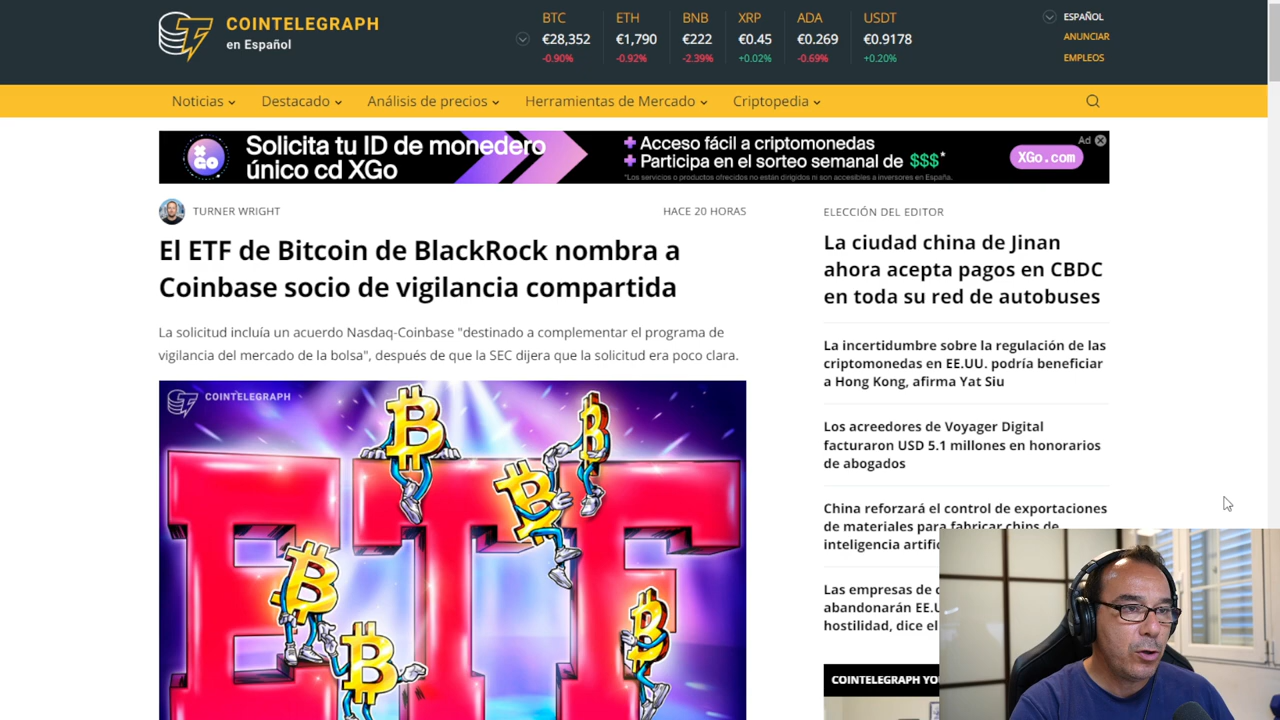 COINTELEGRAPH
en Español
BTC ETH BNB XRP ADA USDT
€28,352 €1,790 €222 €0.45 €0.269 €0.9178
-0.90% -0.92% -2.39% +0.02% -0.69% +0.20%
ESPAÑOL
ANUNCIAR
EMPLEOS
Noticias Destacado Análisis de precios Herramientas de Mercado Criptopedia
Solicita tu ID de monedero
único cd XGo
XGO
+ Acceso fácil a criptomonedas
+ Participa en el sorteo semanal de $$$*
*Los servicios o productos ofrecidos no están dirigidos ni son accesibles a inversores en España.
XGo.com
Ad
TURNER WRIGHT HACE 20 HORAS
El ETF de Bitcoin de BlackRock nombra a
Coinbase socio de vigilancia compartida
La solicitud incluía un acuerdo Nasdaq-Coinbase "destinado a complementar el programa de
vigilancia del mercado de la bolsa", después de que la SEC dijera que la solicitud era poco clara.
COINTELEGRAPH
ETF
ELECCIÓN DEL EDITOR
La ciudad china de Jinan
ahora acepta pagos en CBDC
en toda su red de autobuses
La incertidumbre sobre la regulación de las
criptomonedas en EE.UU. podría beneficiar
a Hong Kong, afirma Yat Siu
Los acreedores de Voyager Digital
facturaron USD 5.1 millones en honorarios
de abogados
China reforzará el control de exportaciones
de materiales para fabricar chips de
inteligencia
Las empresas de
abandonarán
hostilidad, dice el
COINTELEGRAPH